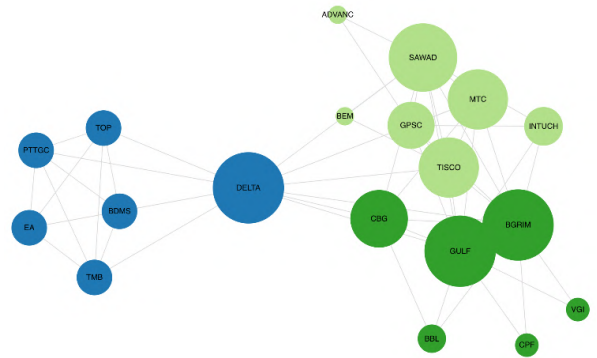 ADVANC
SAWAD
MTC
BEM
GPSC
INTUCH
TOP
PTTGC
TISCO
DELTA
BDMS
CBG
BGRIM
EA
GULF
TMB
VGI
BBL
CPF